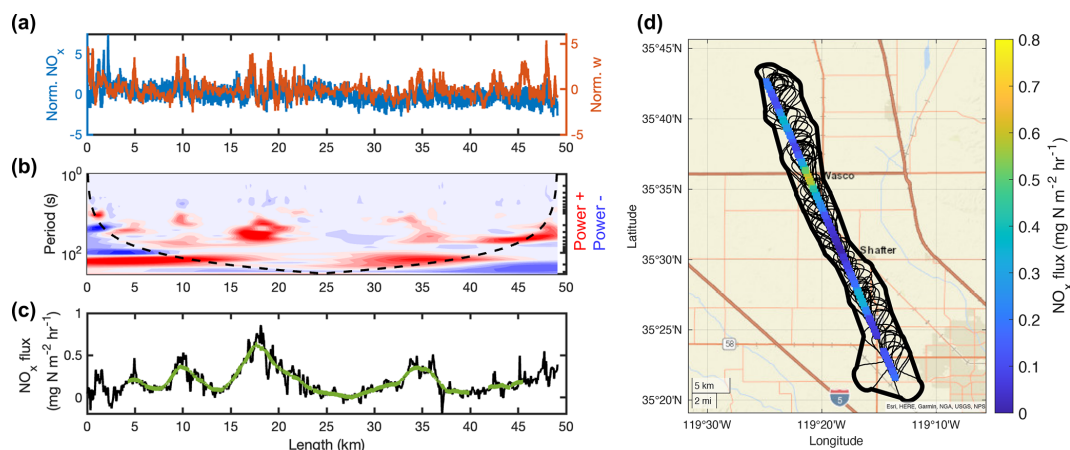 (a)
Norm. NOx
5
0
-5
Norm. w
5
0
-5
0 5 10 15 20 25 30 35 40 45 50
(b)
Period (s)
10^0
10^2
Power +
Power -
0 5 10 15 20 25 30 35 40 45 50
(c)
NOx flux
(mg N m-2 hr-1)
1
0.5
0
0 5 10 15 20 25 30 35 40 45 50
Length (km)
(d)
Latitude
35°45'N
35°40'N
35°35'N
35°30'N
35°25'N
35°20'N
Wasco
Shafter
58
5
5 km
2 mi
Esri, HERE, Garmin, NGA, USGS, NPS
119°30'W 119°20'W 119°10'W
Longitude
0.8
0.7
0.6
0.5
0.4
0.3
0.2
0.1
0
NOx flux (mg N m-2 hr-1)